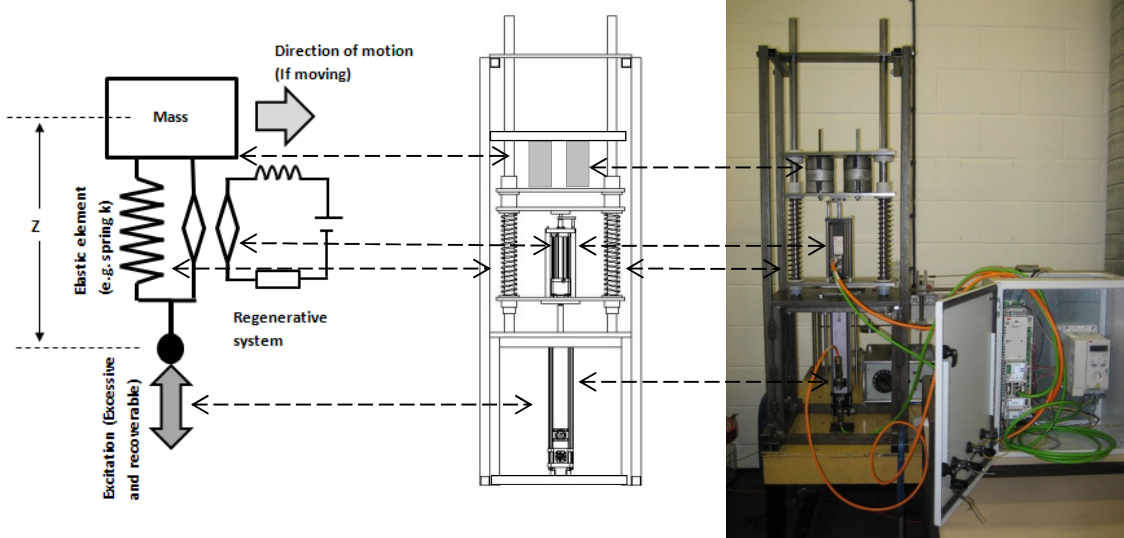 Direction of motion
(If moving)
Mass
Z
Elastic element
(e.g. spring k)
Regenerative
system
Excitation (Excessive
and recoverable)